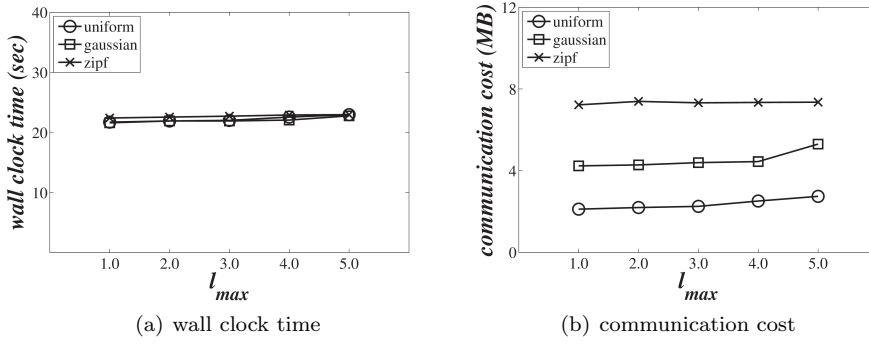 40
30
20
10
wall clock time (sec)
uniform
gaussian
zipf
1.0 2.0 3.0 4.0 5.0
l_max
(a) wall clock time
12
8
4
0
communication cost (MB)
uniform
gaussian
zipf
1.0 2.0 3.0 4.0 5.0
l_max
(b) communication cost